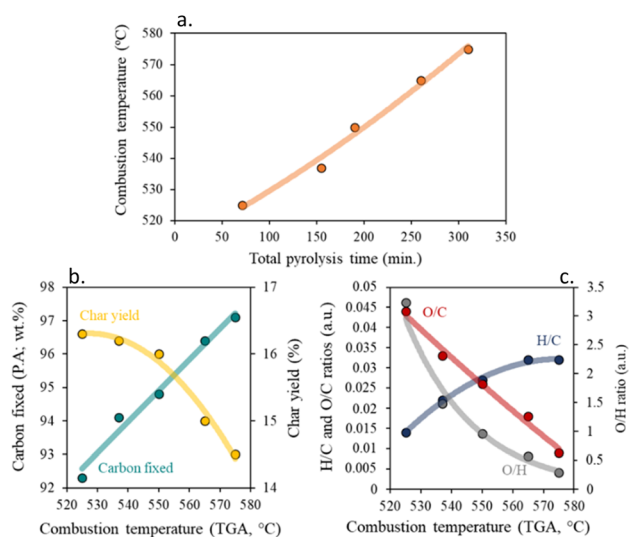 a.
Combustion temperature (°C)
580
570
560
550
540
530
520
0 50 100 150 200 250 300 350
Total pyrolysis time (min.)
b.
Carbon fixed (P.A; wt.%)
98
97
96
95
94
93
92
Char yield
Carbon fixed
17
16
15
14
Char yield (%)
520 530 540 550 560 570 580
Combustion temperature (TGA, °C)
c.
H/C and O/C ratios (a.u.)
0.05
0.045
0.04
0.035
0.03
0.025
0.02
0.015
0.01
0.005
0
O/C
H/C
O/H
3.5
3
2.5
2
1.5
1
0.5
0
O/H ratio (a.u.)
520 530 540 550 560 570 580
Combustion temperature (TGA, °C)